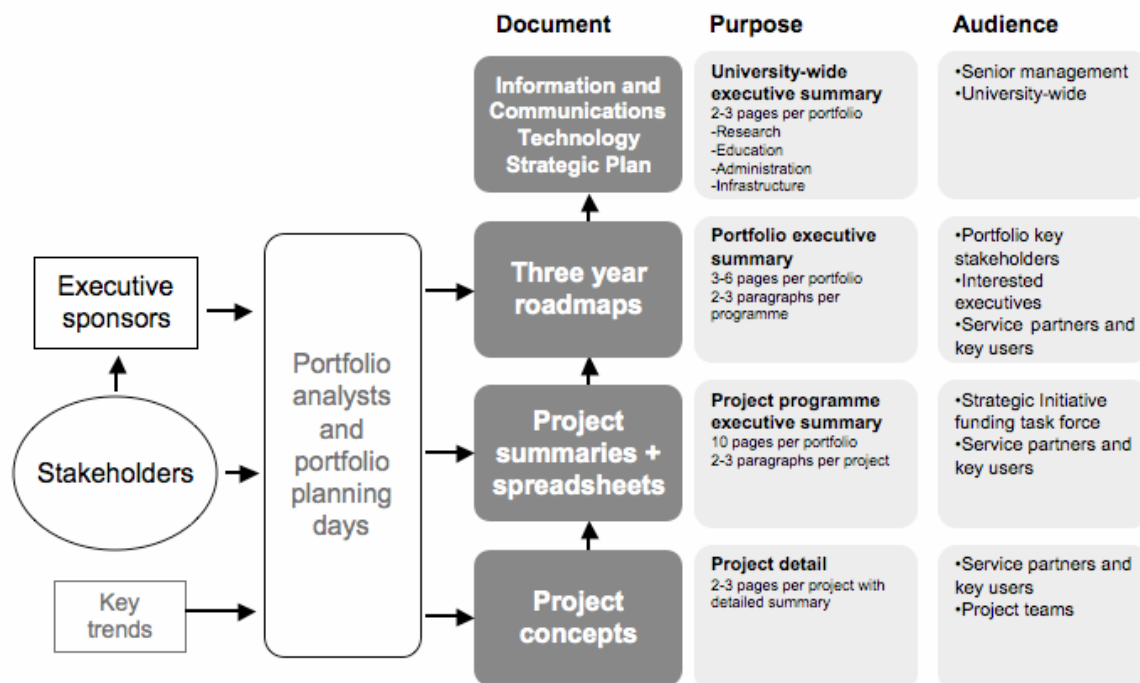 Document
Purpose
Audience
Information and
Communications
Technology
Strategic Plan
University-wide
executive summary
2-3 pages per portfolio
-Research
-Education
-Administration
-Infrastructure
•Senior management
•University-wide
Executive
sponsors
Stakeholders
Key
trends
Portfolio
analysts
and
portfolio
planning
days
Three year
roadmaps
Portfolio executive
summary
3-6 pages per portfolio
2-3 paragraphs per
programme
•Portfolio key
stakeholders
•Interested
executives
•Service partners and
key users
Project
summaries +
spreadsheets
Project programme
executive summary
10 pages per portfolio
2-3 paragraphs per project
•Strategic Initiative
funding task force
•Service partners and
key users
Project
concepts
Project detail
2-3 pages per project with
detailed summary
•Service partners and
key users
•Project teams